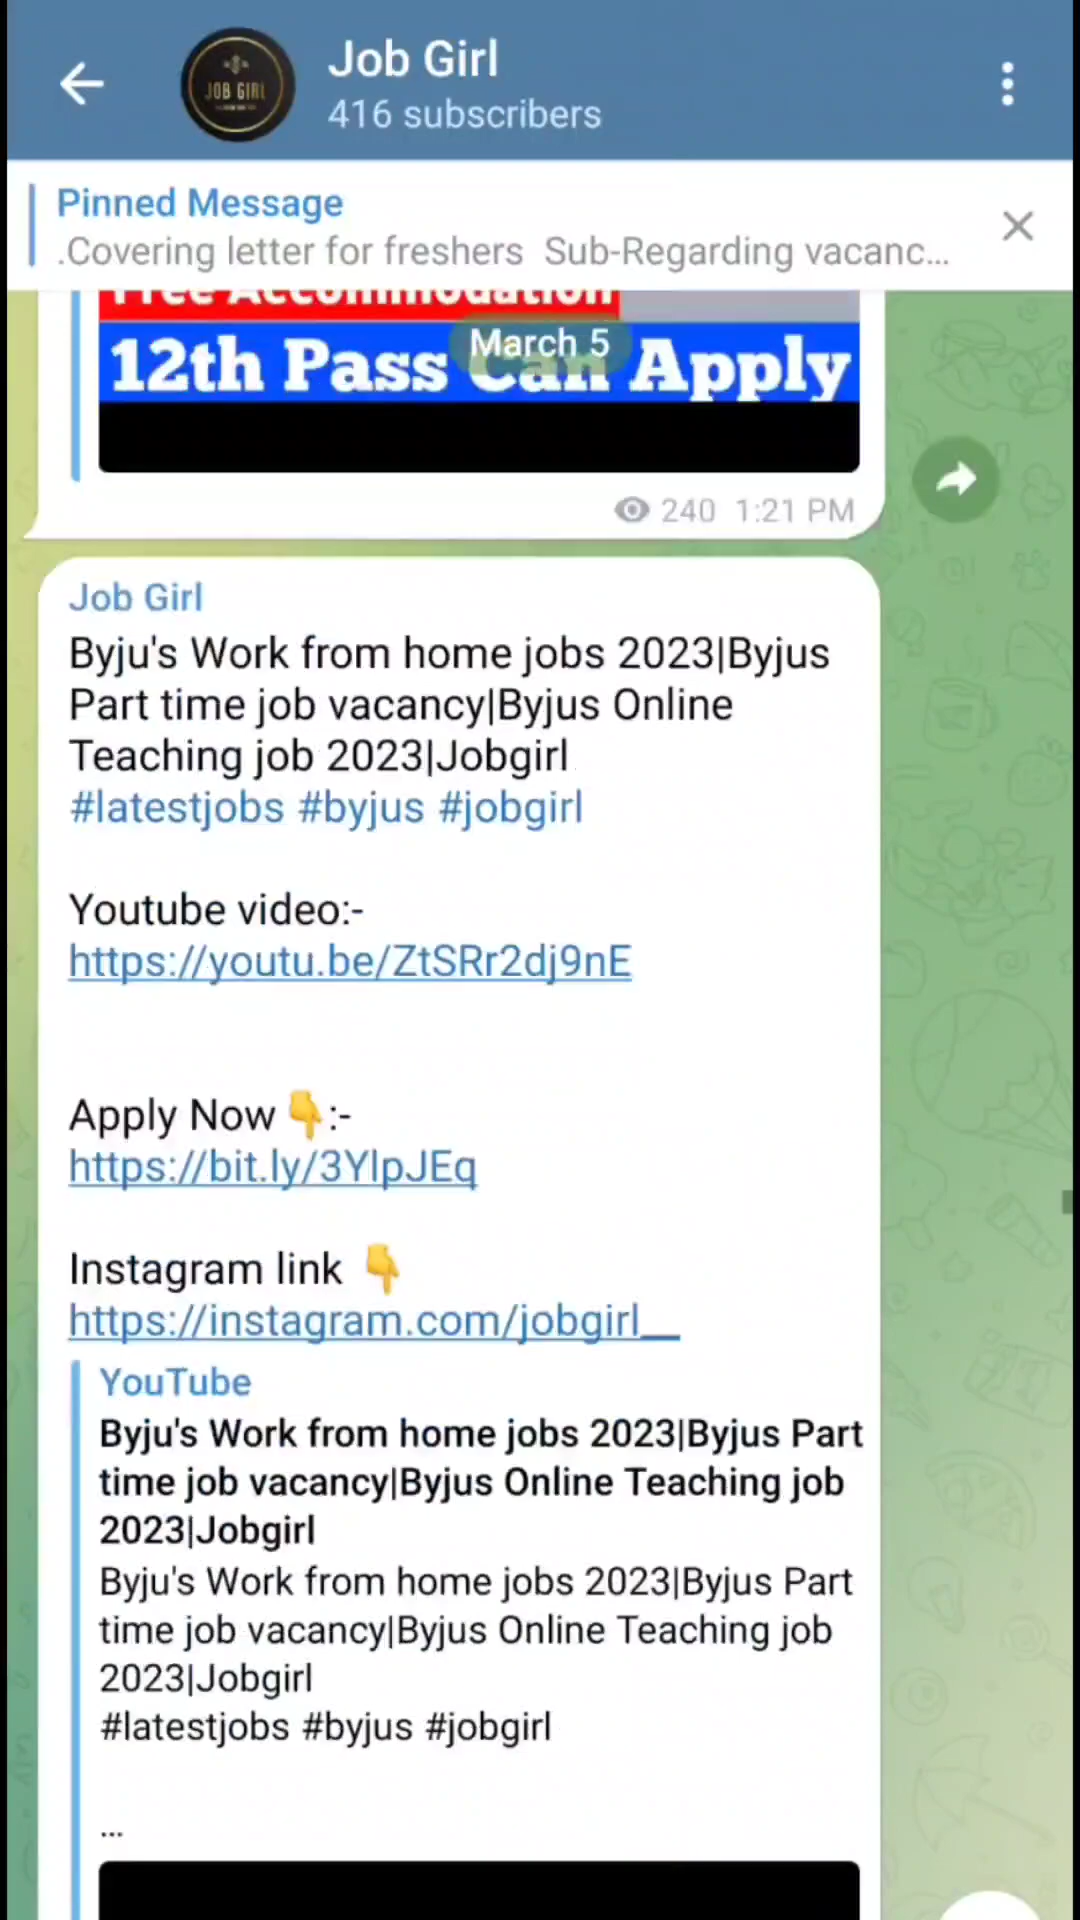 Job Girl
416 subscribers
JOB GIRL
Pinned Message
.Covering letter for freshers Sub-Regarding vacanc...
Free Accommodation
March 5
12th Pass Can Apply
240 1:21 PM
Job Girl
Byju's Work from home jobs 2023|Byjus
Part time job vacancy|Byjus Online
Teaching job 2023|Jobgirl
#latestjobs #byjus #jobgirl
Youtube video:-
https://youtu.be/ZtSRr2dj9nE
Apply Now 👇:-
https://bit.ly/3YlpJEq
Instagram link 👇
https://instagram.com/jobgirl__
YouTube
Byju's Work from home jobs 2023|Byjus Part
time job vacancy|Byjus Online Teaching job
2023|Jobgirl
Byju's Work from home jobs 2023|Byjus Part
time job vacancy|Byjus Online Teaching job
2023|Jobgirl
#latestjobs #byjus #jobgirl
...